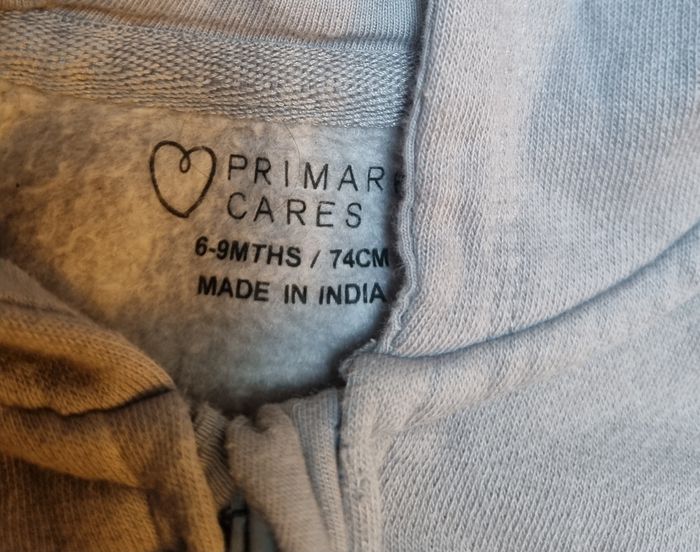 PRIMAR
CARES
6-9MTHS / 74CM
MADE IN INDIA